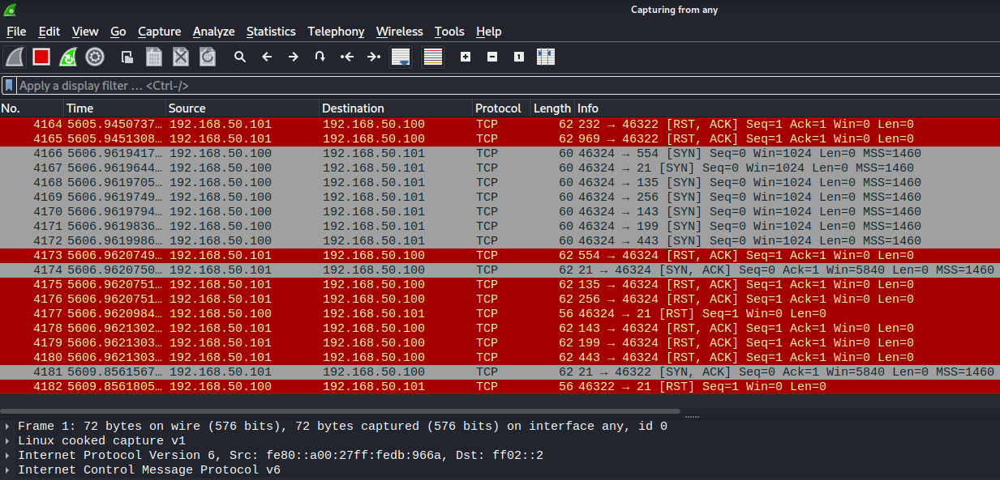 Capturing from any
File Edit View Go Capture Analyze Statistics Telephony Wireless Tools Help
Apply a display filter … <Ctrl-/>
No. Time Source Destination Protocol Length Info
4164 5605.9450737… 192.168.50.101 192.168.50.100 TCP 62 232 → 46322 [RST, ACK] Seq=1 Ack=1 Win=0 Len=0
4165 5605.9451308… 192.168.50.101 192.168.50.100 TCP 62 969 → 46322 [RST, ACK] Seq=1 Ack=1 Win=0 Len=0
4166 5606.9619417… 192.168.50.100 192.168.50.101 TCP 60 46324 → 554 [SYN] Seq=0 Win=1024 Len=0 MSS=1460
4167 5606.9619644… 192.168.50.100 192.168.50.101 TCP 60 46324 → 21 [SYN] Seq=0 Win=1024 Len=0 MSS=1460
4168 5606.9619705… 192.168.50.100 192.168.50.101 TCP 60 46324 → 135 [SYN] Seq=0 Win=1024 Len=0 MSS=1460
4169 5606.9619749… 192.168.50.100 192.168.50.101 TCP 60 46324 → 256 [SYN] Seq=0 Win=1024 Len=0 MSS=1460
4170 5606.9619794… 192.168.50.100 192.168.50.101 TCP 60 46324 → 143 [SYN] Seq=0 Win=1024 Len=0 MSS=1460
4171 5606.9619836… 192.168.50.100 192.168.50.101 TCP 60 46324 → 199 [SYN] Seq=0 Win=1024 Len=0 MSS=1460
4172 5606.9619986… 192.168.50.100 192.168.50.101 TCP 60 46324 → 443 [SYN] Seq=0 Win=1024 Len=0 MSS=1460
4173 5606.9620749… 192.168.50.101 192.168.50.100 TCP 62 554 → 46324 [RST, ACK] Seq=1 Ack=1 Win=0 Len=0
4174 5606.9620750… 192.168.50.101 192.168.50.100 TCP 62 21 → 46324 [SYN, ACK] Seq=0 Ack=1 Win=5840 Len=0 MSS=1460
4175 5606.9620751… 192.168.50.101 192.168.50.100 TCP 62 135 → 46324 [RST, ACK] Seq=1 Ack=1 Win=0 Len=0
4176 5606.9620751… 192.168.50.101 192.168.50.100 TCP 62 256 → 46324 [RST, ACK] Seq=1 Ack=1 Win=0 Len=0
4177 5606.9620984… 192.168.50.100 192.168.50.101 TCP 56 46324 → 21 [RST] Seq=1 Win=0 Len=0
4178 5606.9621302… 192.168.50.101 192.168.50.100 TCP 62 143 → 46324 [RST, ACK] Seq=1 Ack=1 Win=0 Len=0
4179 5606.9621303… 192.168.50.101 192.168.50.100 TCP 62 199 → 46324 [RST, ACK] Seq=1 Ack=1 Win=0 Len=0
4180 5606.9621303… 192.168.50.101 192.168.50.100 TCP 62 443 → 46324 [RST, ACK] Seq=1 Ack=1 Win=0 Len=0
4181 5609.8561567… 192.168.50.101 192.168.50.100 TCP 62 21 → 46322 [SYN, ACK] Seq=0 Ack=1 Win=5840 Len=0 MSS=1460
4182 5609.8561805… 192.168.50.100 192.168.50.101 TCP 56 46322 → 21 [RST] Seq=1 Win=0 Len=0
Frame 1: 72 bytes on wire (576 bits), 72 bytes captured (576 bits) on interface any, id 0
Linux cooked capture v1
Internet Protocol Version 6, Src: fe80::a00:27ff:fedb:966a, Dst: ff02::2
Internet Control Message Protocol v6